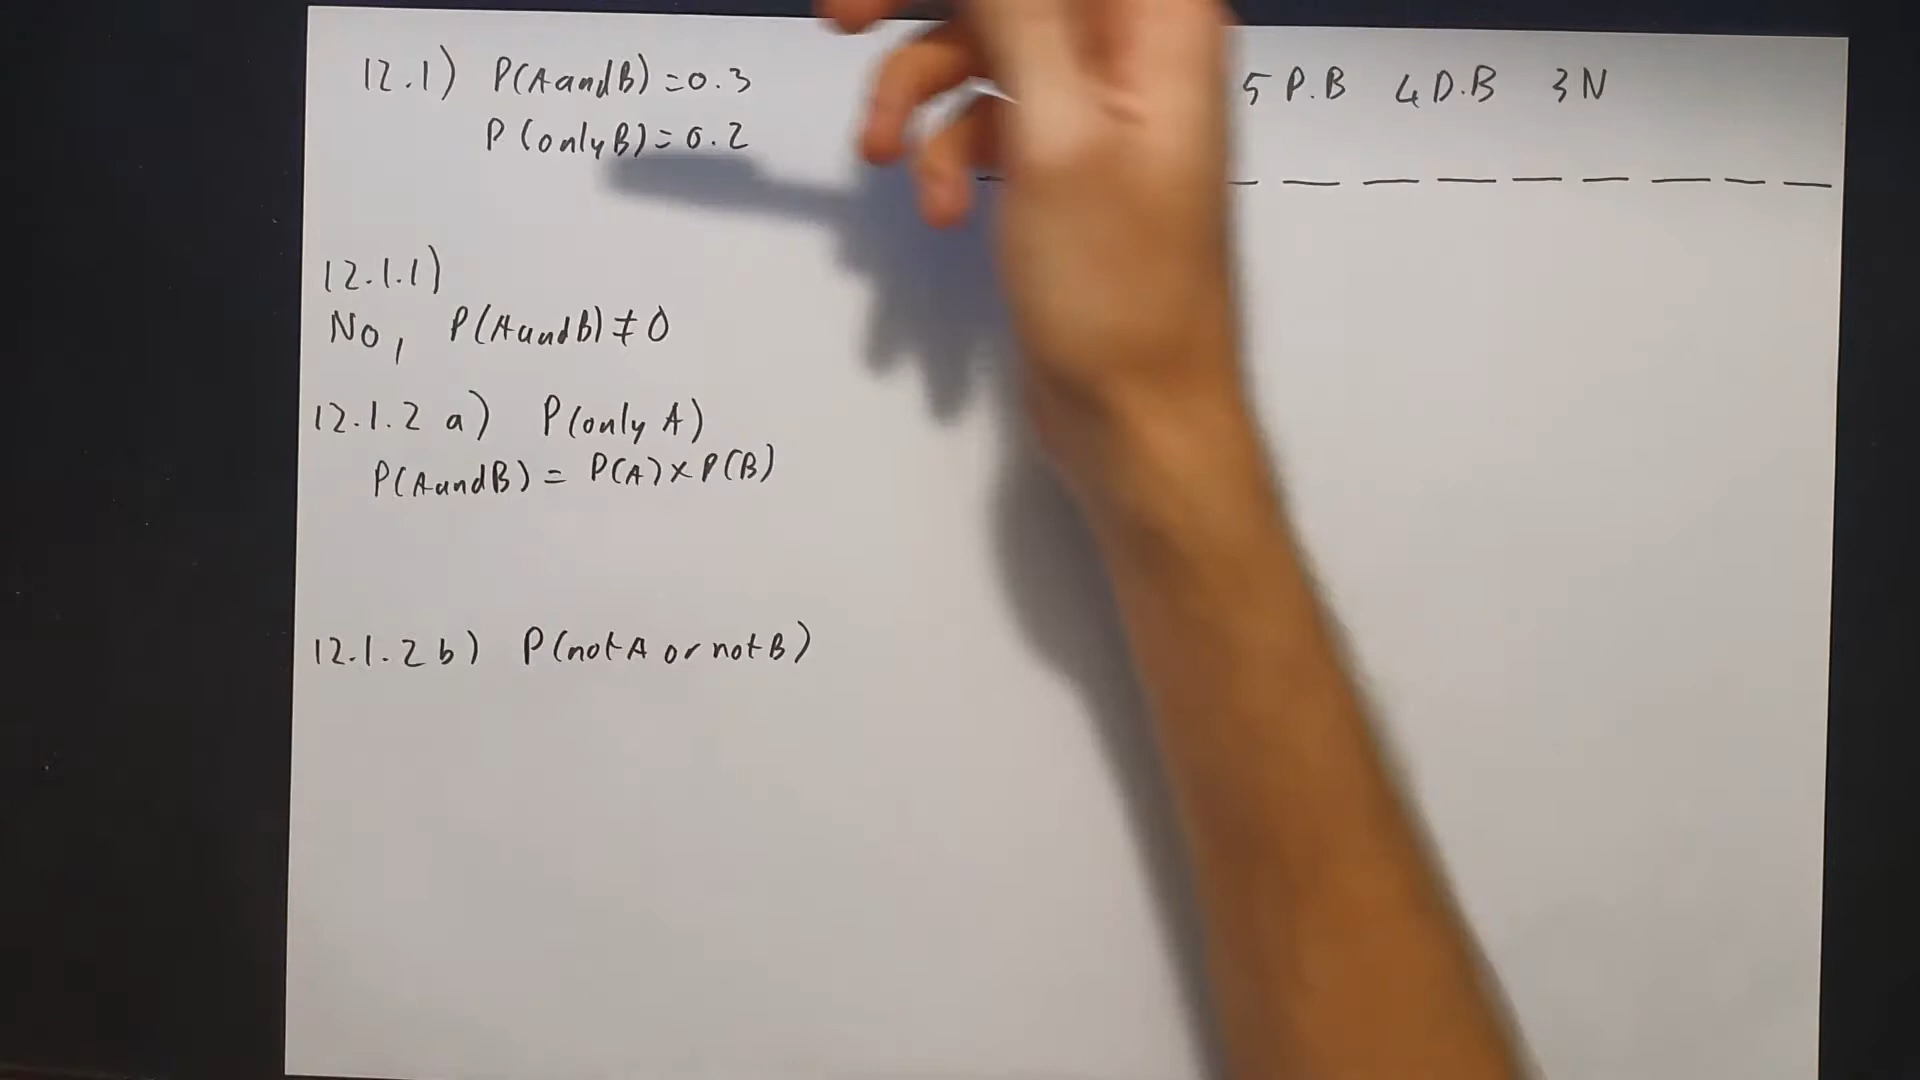 12.1) P(A and B) = 0.3
P(only B) = 0.2
5 P.B 4 D.B 3 N
12.1.1)
No, P(A and B) ≠ 0
12.1.2 a) P(only A)
P(A and B) = P(A) × P(B)
12.1.2 b) P(not A or not B)